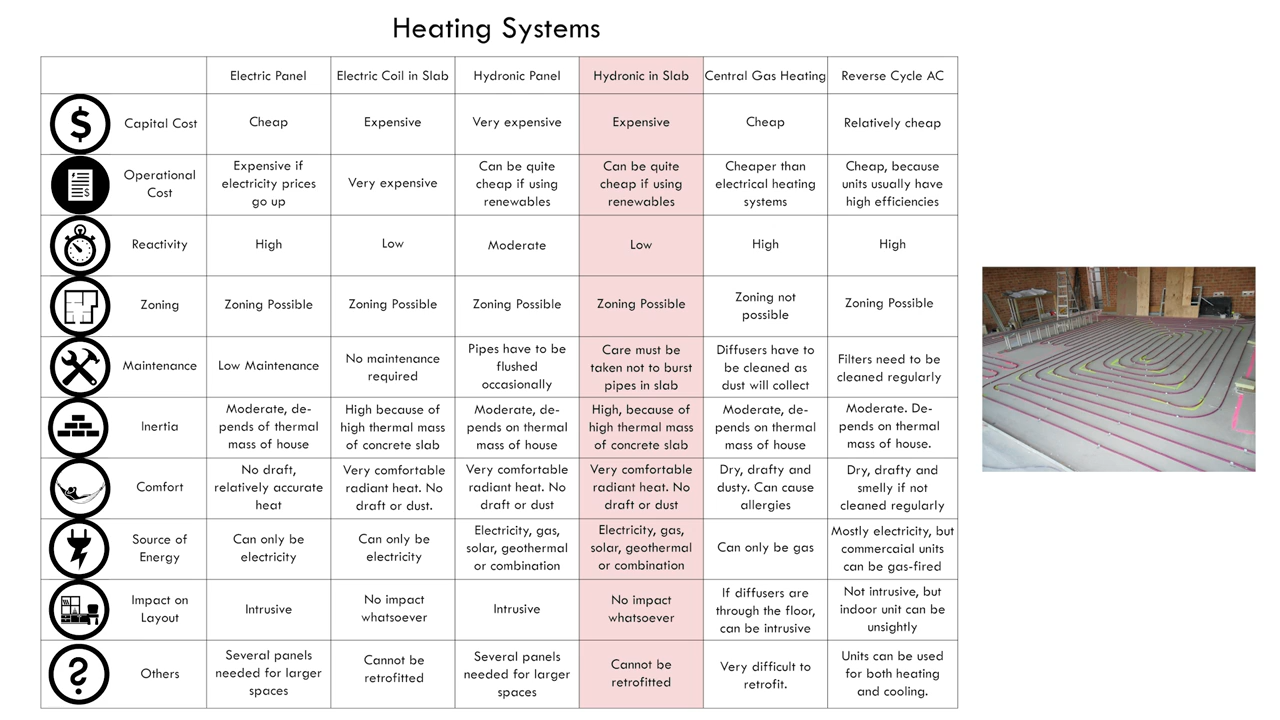 Heating Systems
Electric Panel
Electric Coil in Slab
Hydronic Panel
Hydronic in Slab
Central Gas Heating
Reverse Cycle AC
$
Capital Cost
Cheap
Expensive
Very expensive
Expensive
Cheap
Relatively cheap
$
Operational
Cost
Expensive if
electricity prices
go up
Very expensive
Can be quite
cheap if using
renewables
Can be quite
cheap if using
renewables
Cheaper than
electrical heating
systems
Cheap, because
units usually have
high efficiencies
Reactivity
High
Low
Moderate
Low
High
High
Zoning
Zoning Possible
Zoning Possible
Zoning Possible
Zoning Possible
Zoning not
possible
Zoning Possible
Maintenance
Low Maintenance
No maintenance
required
Pipes have to be
flushed
occasionally
Care must be
taken not to burst
pipes in slab
Diffusers have to
be cleaned as
dust will collect
Filters need to be
cleaned regularly
Inertia
Moderate, de-
pends of thermal
mass of house
High because of
high thermal mass
of concrete slab
Moderate, de-
pends on thermal
mass of house
High, because of
high thermal mass
of concrete slab
Moderate, de-
pends on thermal
mass of house
Moderate. De-
pends on thermal
mass of house.
Comfort
No draft,
relatively accurate
heat
Very comfortable
radiant heat. No
draft or dust.
Very comfortable
radiant heat. No
draft or dust
Very comfortable
radiant heat. No
draft or dust
Dry, drafty and
dusty. Can cause
allergies
Dry, drafty and
smelly if not
cleaned regularly
Source of
Energy
Can only be
electricity
Can only be
electricity
Electricity, gas,
solar, geothermal
or combination
Electricity, gas,
solar, geothermal
or combination
Can only be gas
Mostly electricity, but
commercaial units
can be gas-fired
Impact on
Layout
Intrusive
No impact
whatsoever
Intrusive
No impact
whatsoever
If diffusers are
through the floor,
can be intrusive
Not intrusive, but
indoor unit can be
unsightly
?
Others
Several panels
needed for larger
spaces
Cannot be
retrofitted
Several panels
needed for larger
spaces
Cannot be
retrofitted
Very difficult to
retrofit.
Units can be used
for both heating
and cooling.